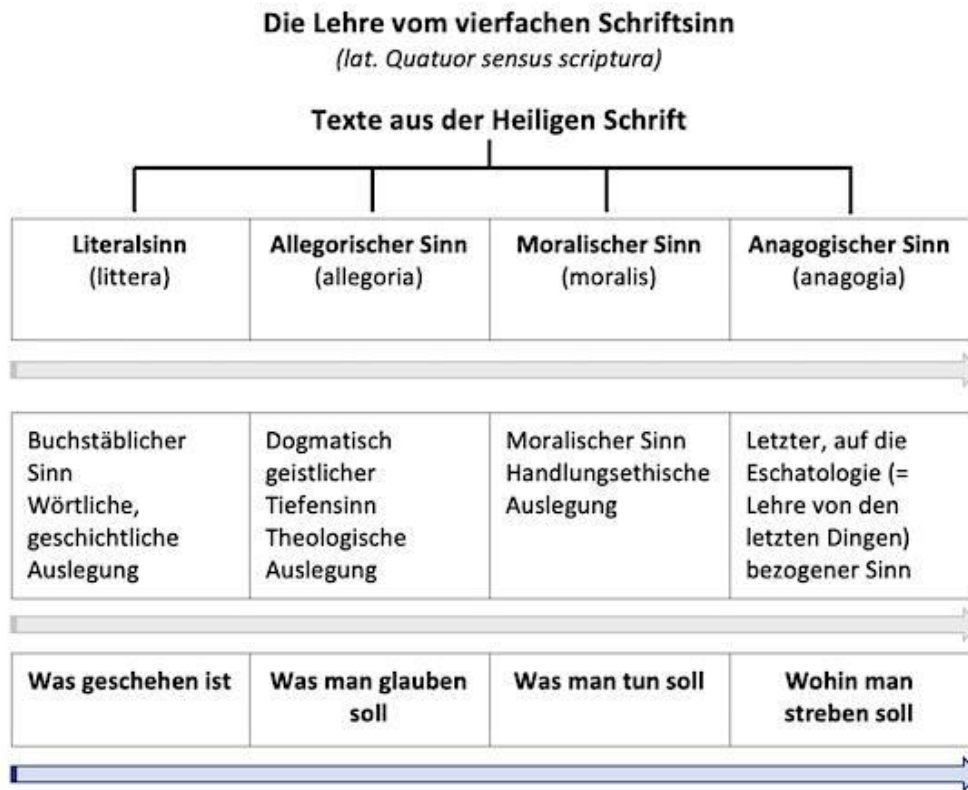 Die Lehre vom vierfachen Schriftsinn
(lat. Quatuor sensus scriptura)
Texte aus der Heiligen Schrift
Literalsinn
(littera)
Allegorischer Sinn
(allegoria)
Moralischer Sinn
(moralis)
Anagogischer Sinn
(anagogia)
Buchstäblicher
Sinn
Wörtliche,
geschichtliche
Auslegung
Dogmatisch
geistlicher
Tiefensinn
Theologische
Auslegung
Moralischer Sinn
Handlungsethische
Auslegung
Letzter, auf die
Eschatologie (=
Lehre von den
letzten Dingen)
bezogener Sinn
Was geschehen ist
Was man glauben
soll
Was man tun soll
Wohin man
streben soll